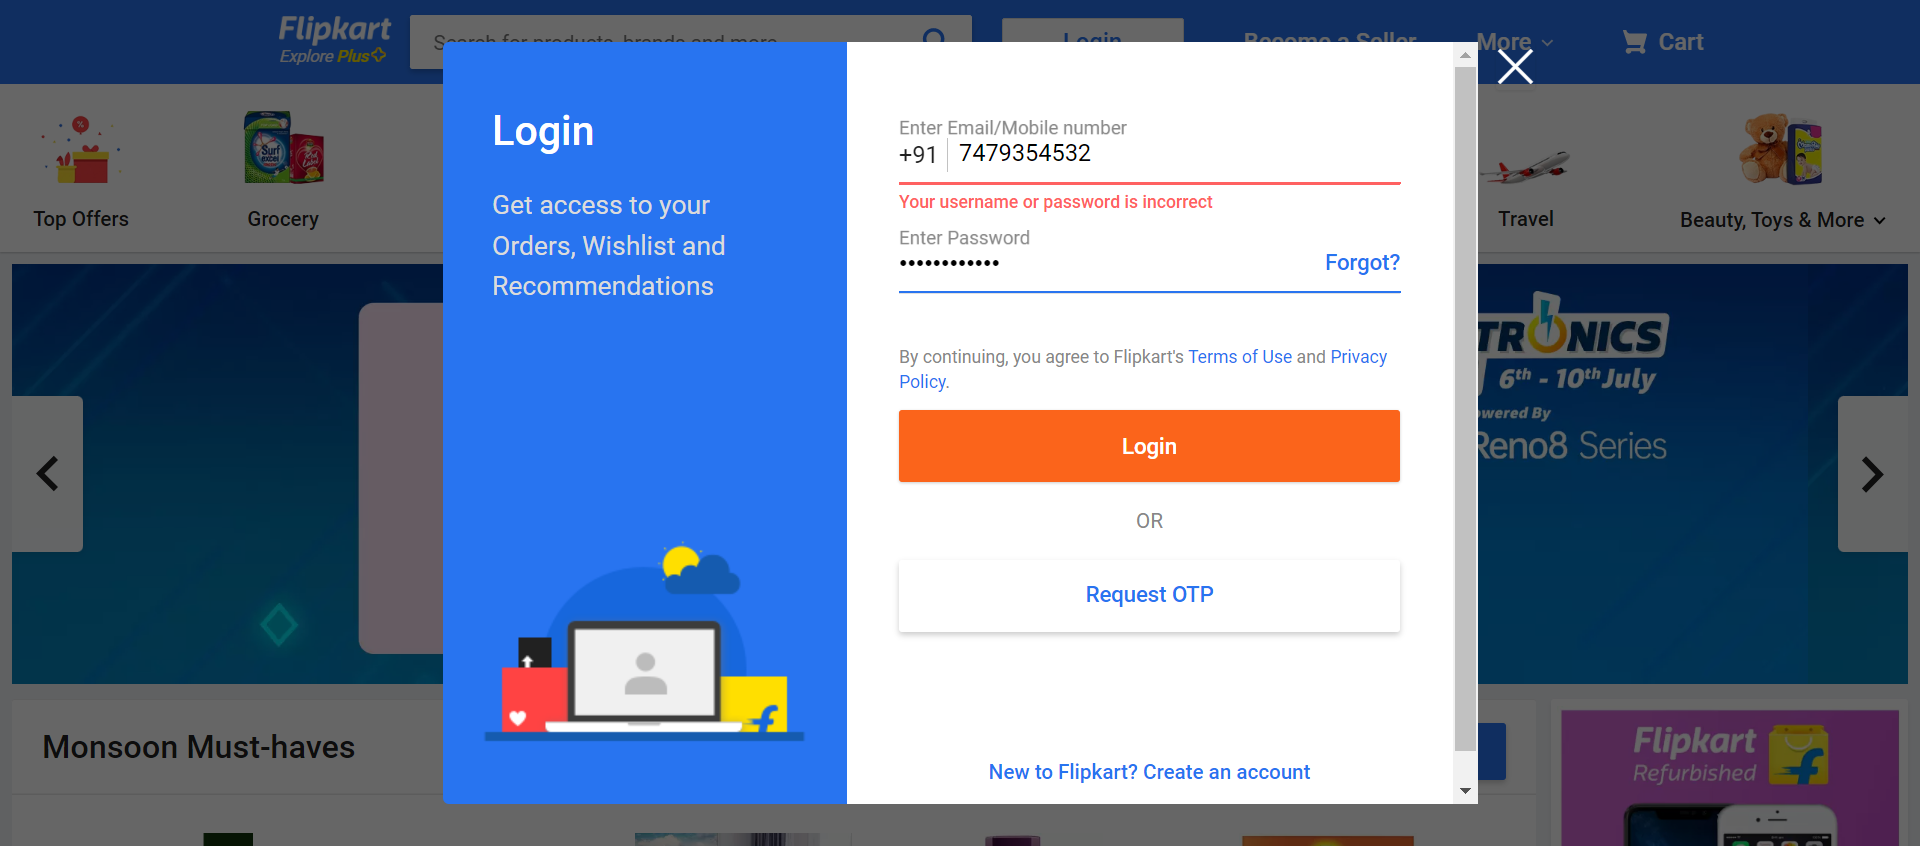 Flipkart
Explore Plus
Search for products, brands and more
Login
Become a Seller
More
Cart
Top Offers
Grocery
Travel
Beauty, Toys & More
Login
Get access to your
Orders, Wishlist and
Recommendations
Enter Email/Mobile number
+91 7479354532
Your username or password is incorrect
Enter Password
Forgot?
By continuing, you agree to Flipkart's Terms of Use and Privacy
Policy.
Login
OR
Request OTP
New to Flipkart? Create an account
TRONICS
6th - 10th July
owered By
Reno8 Series
Monsoon Must-haves
Flipkart
Refurbished
Surf
excel